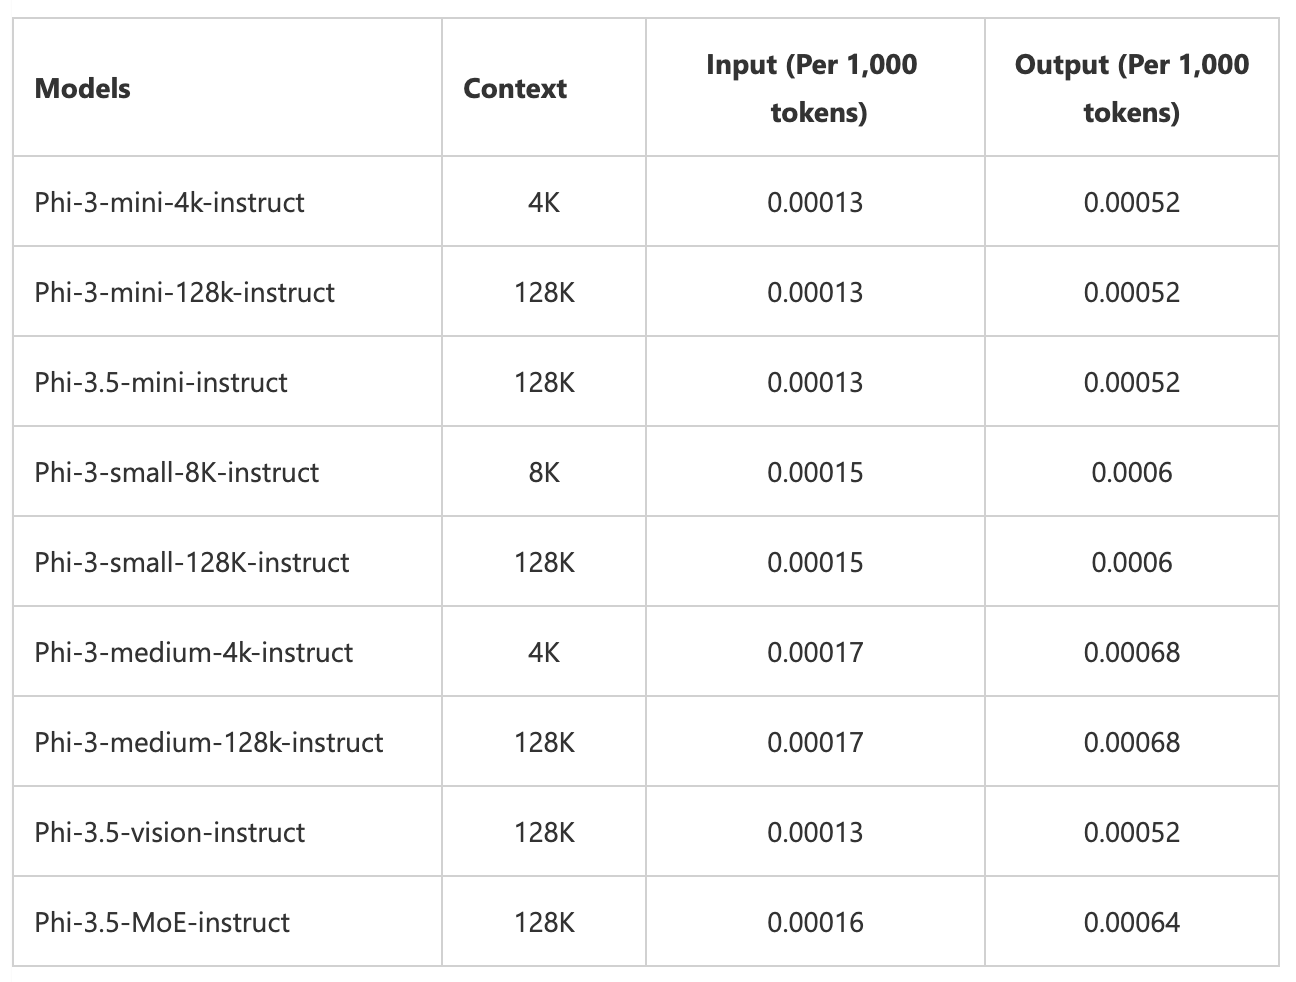 Models Context Input (Per 1,000 tokens) Output (Per 1,000 tokens)
Phi-3-mini-4k-instruct 4K 0.00013 0.00052
Phi-3-mini-128k-instruct 128K 0.00013 0.00052
Phi-3.5-mini-instruct 128K 0.00013 0.00052
Phi-3-small-8K-instruct 8K 0.00015 0.0006
Phi-3-small-128K-instruct 128K 0.00015 0.0006
Phi-3-medium-4k-instruct 4K 0.00017 0.00068
Phi-3-medium-128k-instruct 128K 0.00017 0.00068
Phi-3.5-vision-instruct 128K 0.00013 0.00052
Phi-3.5-MoE-instruct 128K 0.00016 0.00064